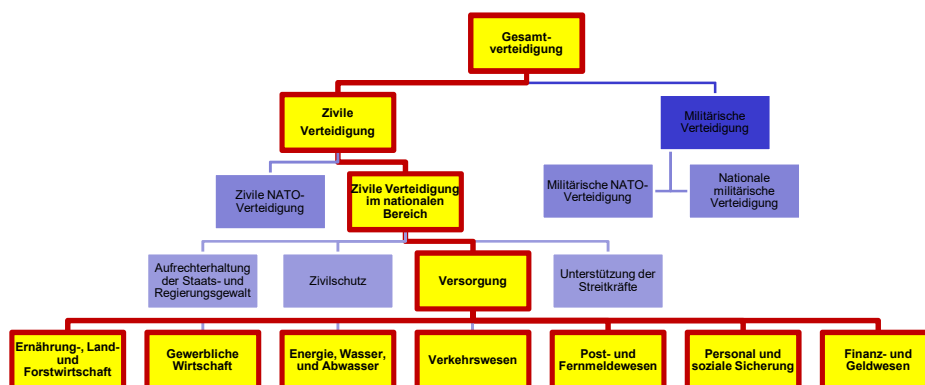 Gesamt-
verteidigung
Zivile
Verteidigung
Militärische
Verteidigung
Zivile NATO-
Verteidigung
Zivile Verteidigung
im nationalen
Bereich
Militärische NATO-
Verteidigung
Nationale
militärische
Verteidigung
Aufrechterhaltung
der Staats- und
Regierungsgewalt
Zivilschutz
Versorgung
Unterstützung der
Streitkräfte
Ernährung-, Land-
und
Forstwirtschaft
Gewerbliche
Wirtschaft
Energie, Wasser,
und Abwasser
Verkehrswesen
Post- und
Fernmeldewesen
Personal und
soziale Sicherung
Finanz- und
Geldwesen